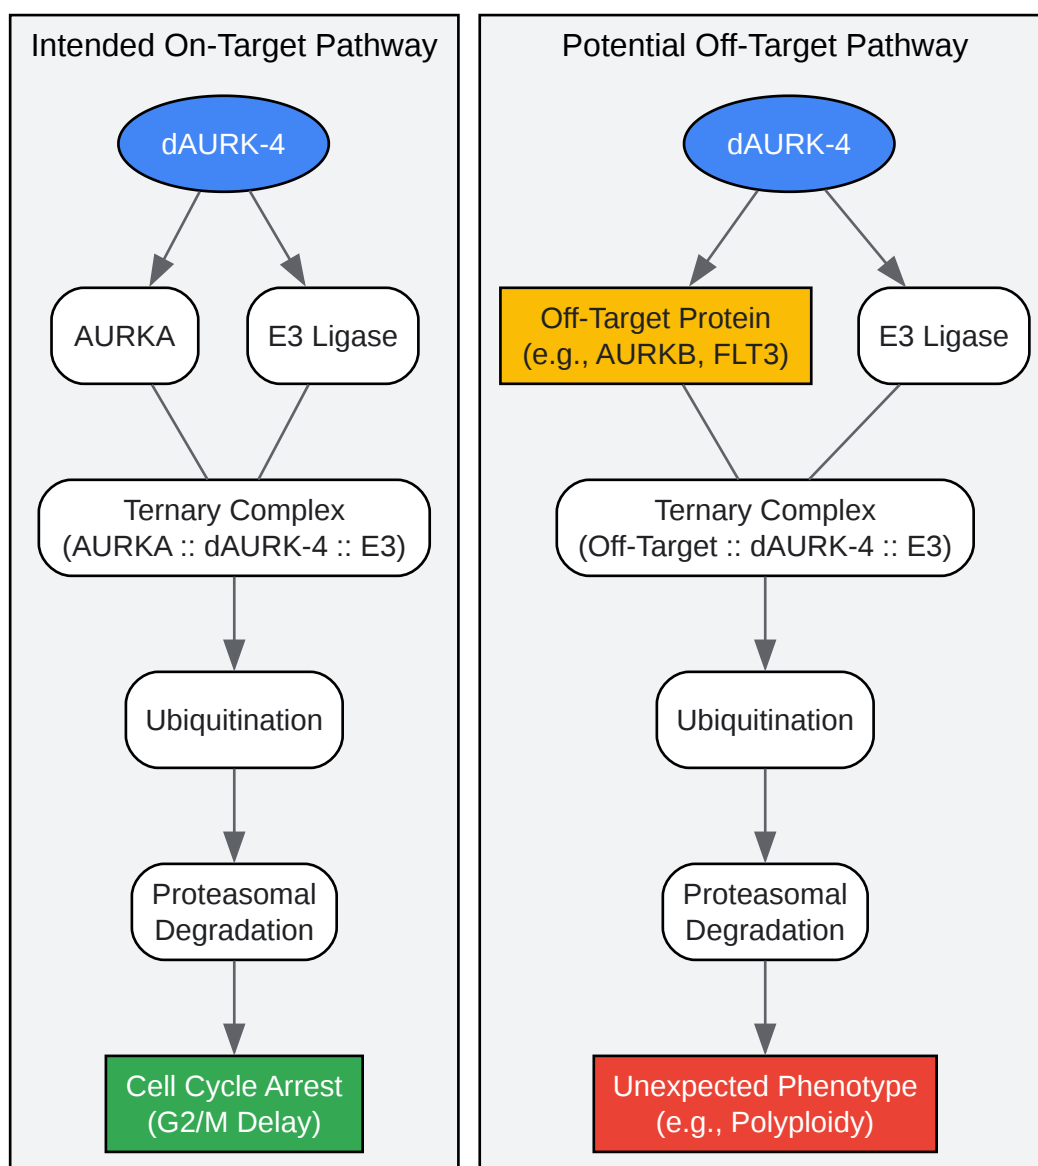 Intended On-Target Pathway
dAURK-4
AURKA
E3 Ligase
Ternary Complex
(AURKA :: dAURK-4 :: E3)
Ubiquitination
Proteasomal
Degradation
Cell Cycle Arrest
(G2/M Delay)
Potential Off-Target Pathway
dAURK-4
Off-Target Protein
(e.g., AURKB, FLT3)
E3 Ligase
Ternary Complex
(Off-Target :: dAURK-4 :: E3)
Ubiquitination
Proteasomal
Degradation
Unexpected Phenotype
(e.g., Polyploidy)